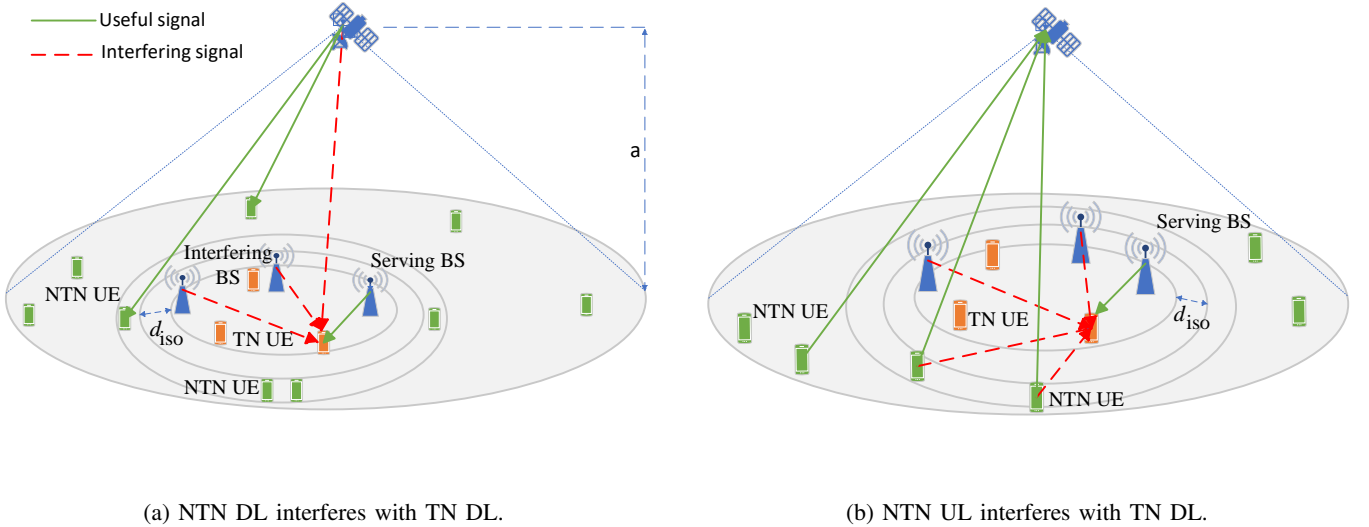 Useful signal
Interfering signal
a
Interfering
BS
Serving BS
NTN UE
d iso
TN UE
NTN UE
(a) NTN DL interferes with TN DL.
Serving BS
NTN UE
TN UE
d iso
NTN UE
(b) NTN UL interferes with TN DL.